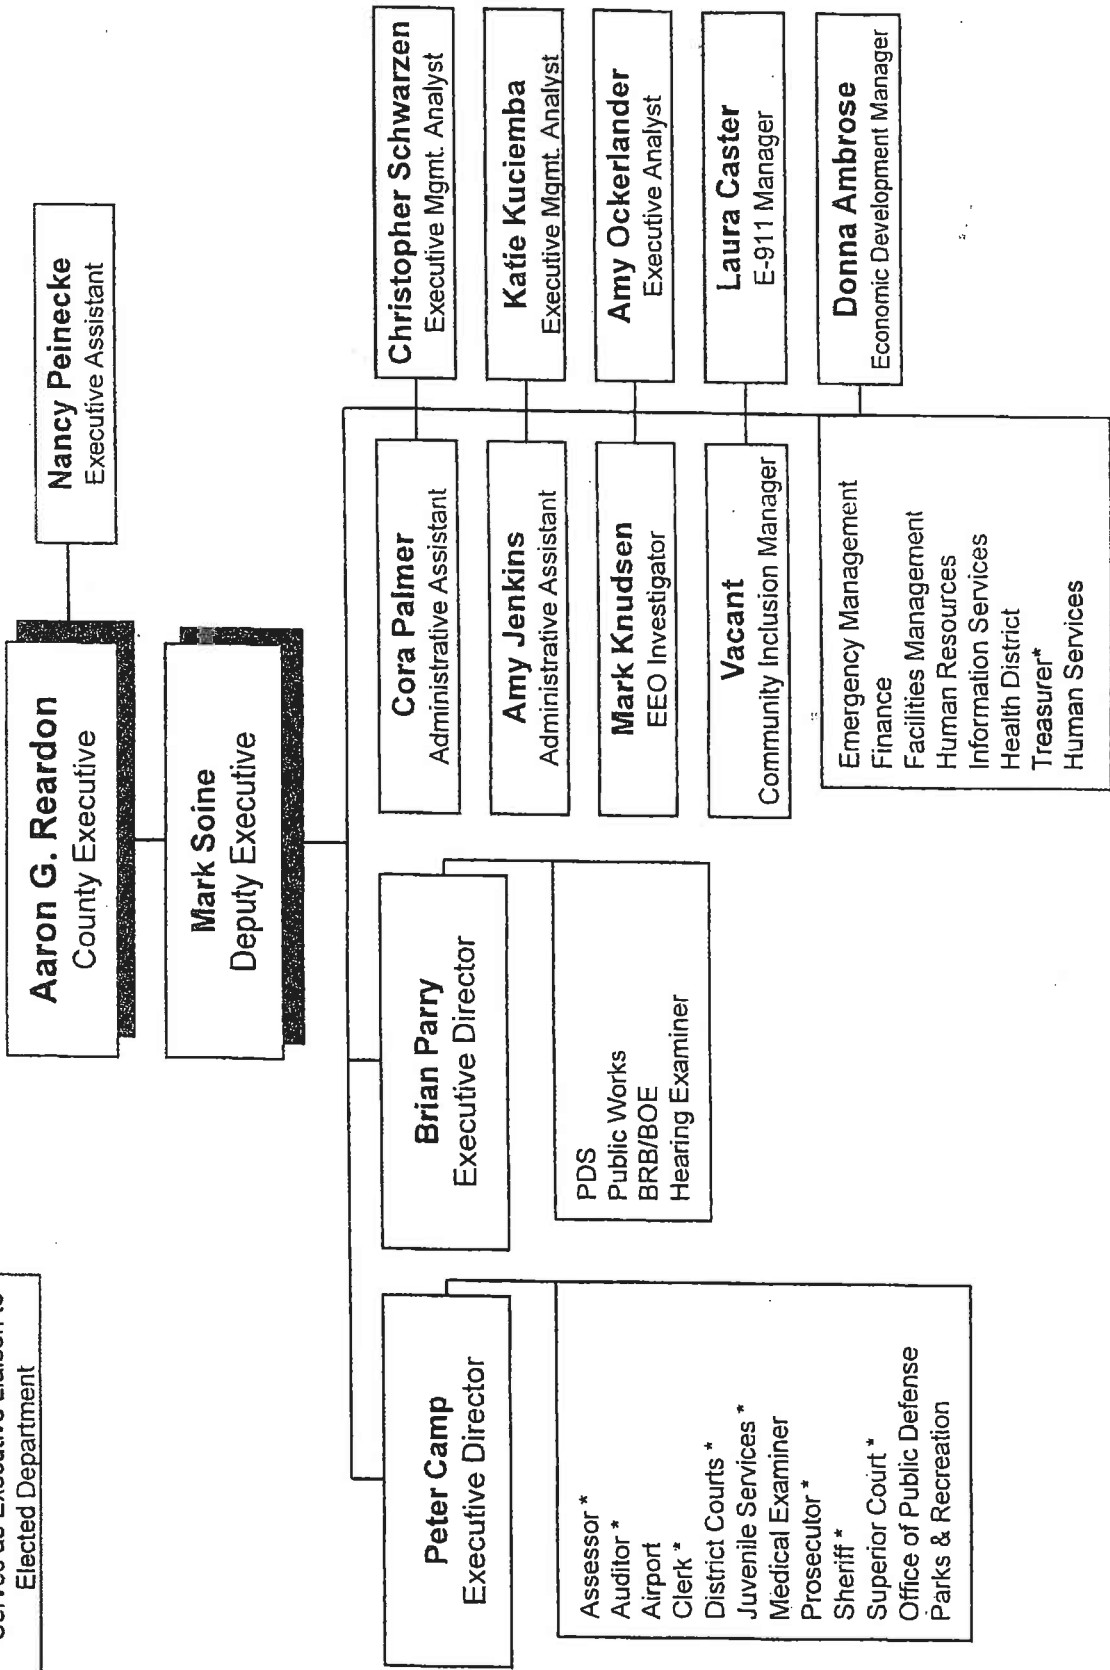 Served as Executive Liaison to
Elected Department
Aaron G. Reardon
County Executive
Nancy Peinecke
Executive Assistant
Mark Soine
Deputy Executive
Peter Camp
Executive Director
Assessor *
Auditor *
Airport
Clerk *
District Courts *
Juvenile Services *
Medical Examiner
Prosecutor *
Sheriff *
Superior Court *
Office of Public Defense
Parks & Recreation
Brian Parry
Executive Director
PDS
Public Works
BRB/BOE
Hearing Examiner
Cora Palmer
Administrative Assistant
Amy Jenkins
Administrative Assistant
Mark Knudsen
EEO Investigator
Vacant
Community Inclusion Manager
Christopher Schwarzen
Executive Mgmt. Analyst
Katie Kuciemba
Executive Mgmt. Analyst
Amy Ockerlander
Executive Analyst
Laura Caster
E-911 Manager
Donna Ambrose
Economic Development Manager
Emergency Management
Finance
Facilities Management
Human Resources
Information Services
Health District
Treasurer*
Human Services